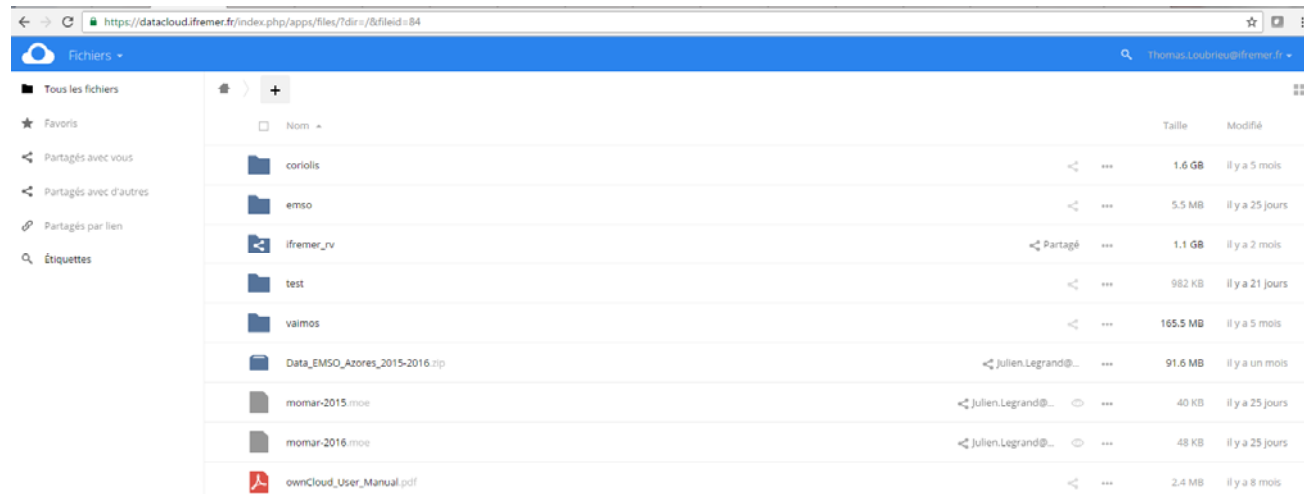 https://datacloud.ifremer.fr/index.php/apps/files/?dir=/&fileid=84
Fichiers
Thomas.Loubrieu@ifremer.fr
Tous les fichiers
Favoris
Partagés avec vous
Partagés avec d'autres
Partagés par lien
Étiquettes
+
Nom Taille Modifié
coriolis ••• 1.6 GB il y a 5 mois
emso ••• 5.5 MB il y a 25 jours
ifremer_rv Partagé ••• 1.1 GB il y a 2 mois
test ••• 982 KB il y a 21 jours
vaimos ••• 165.5 MB il y a 5 mois
Data_EMSO_Azores_2015-2016.zip Julien.Legrand@... ••• 91.6 MB il y a un mois
momar-2015.moe Julien.Legrand@... ••• 40 KB il y a 25 jours
momar-2016.moe Julien.Legrand@... ••• 48 KB il y a 25 jours
ownCloud_User_Manual.pdf ••• 2.4 MB il y a 8 mois